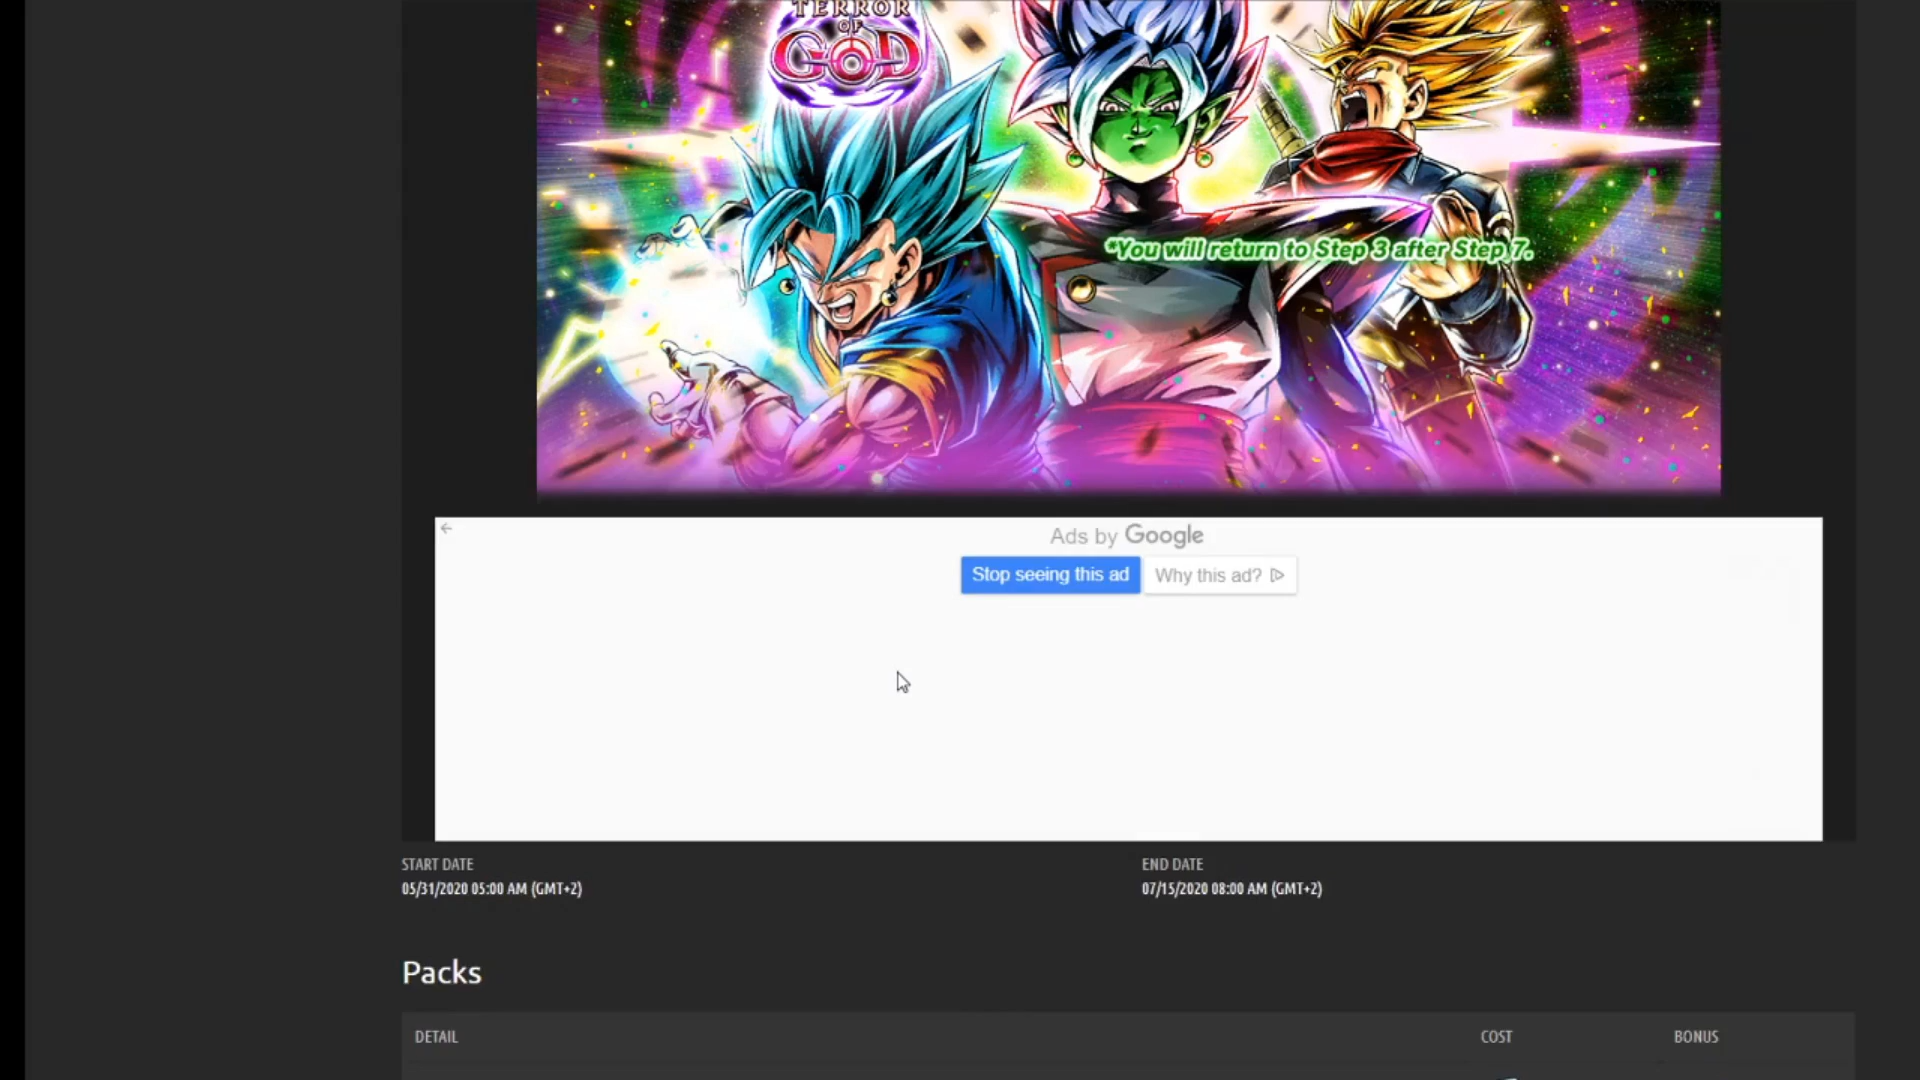 TERROR
OF
GOD
*You will return to Step 3 after Step 7.
Ads by Google
Stop seeing this ad
Why this ad?
START DATE
05/31/2020 05:00 AM (GMT+2)
END DATE
07/15/2020 08:00 AM (GMT+2)
Packs
DETAIL COST BONUS